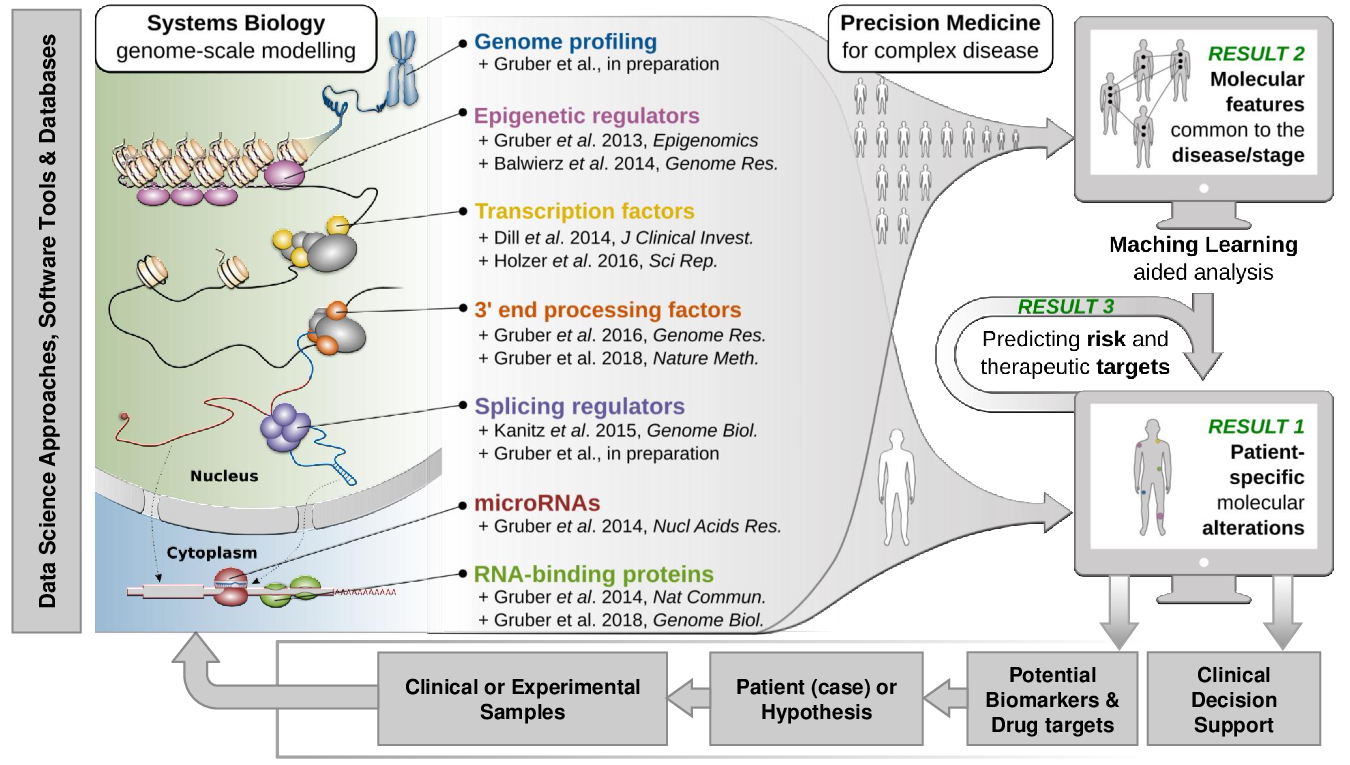 Data Science Approaches, Software Tools & Databases
Systems Biology
genome-scale modelling
Genome profiling
+ Gruber et al., in preparation
Epigenetic regulators
+ Gruber et al. 2013, Epigenomics
+ Balwierz et al. 2014, Genome Res.
Transcription factors
+ Dill et al. 2014, J Clinical Invest.
+ Holzer et al. 2016, Sci Rep.
3' end processing factors
+ Gruber et al. 2016, Genome Res.
+ Gruber et al. 2018, Nature Meth.
Splicing regulators
+ Kanitz et al. 2015, Genome Biol.
+ Gruber et al., in preparation
microRNAs
+ Gruber et al. 2014, Nucl Acids Res.
RNA-binding proteins
+ Gruber et al. 2014, Nat Commun.
+ Gruber et al. 2018, Genome Biol.
Nucleus
Cytoplasm
AAAAAAAAAAAA
Precision Medicine
for complex disease
RESULT 2
Molecular
features
common to the
disease/stage
Maching Learning
aided analysis
RESULT 3
Predicting risk and
therapeutic targets
RESULT 1
Patient-
specific
molecular
alterations
Clinical or Experimental
Samples
Patient (case) or
Hypothesis
Potential
Biomarkers &
Drug targets
Clinical
Decision
Support